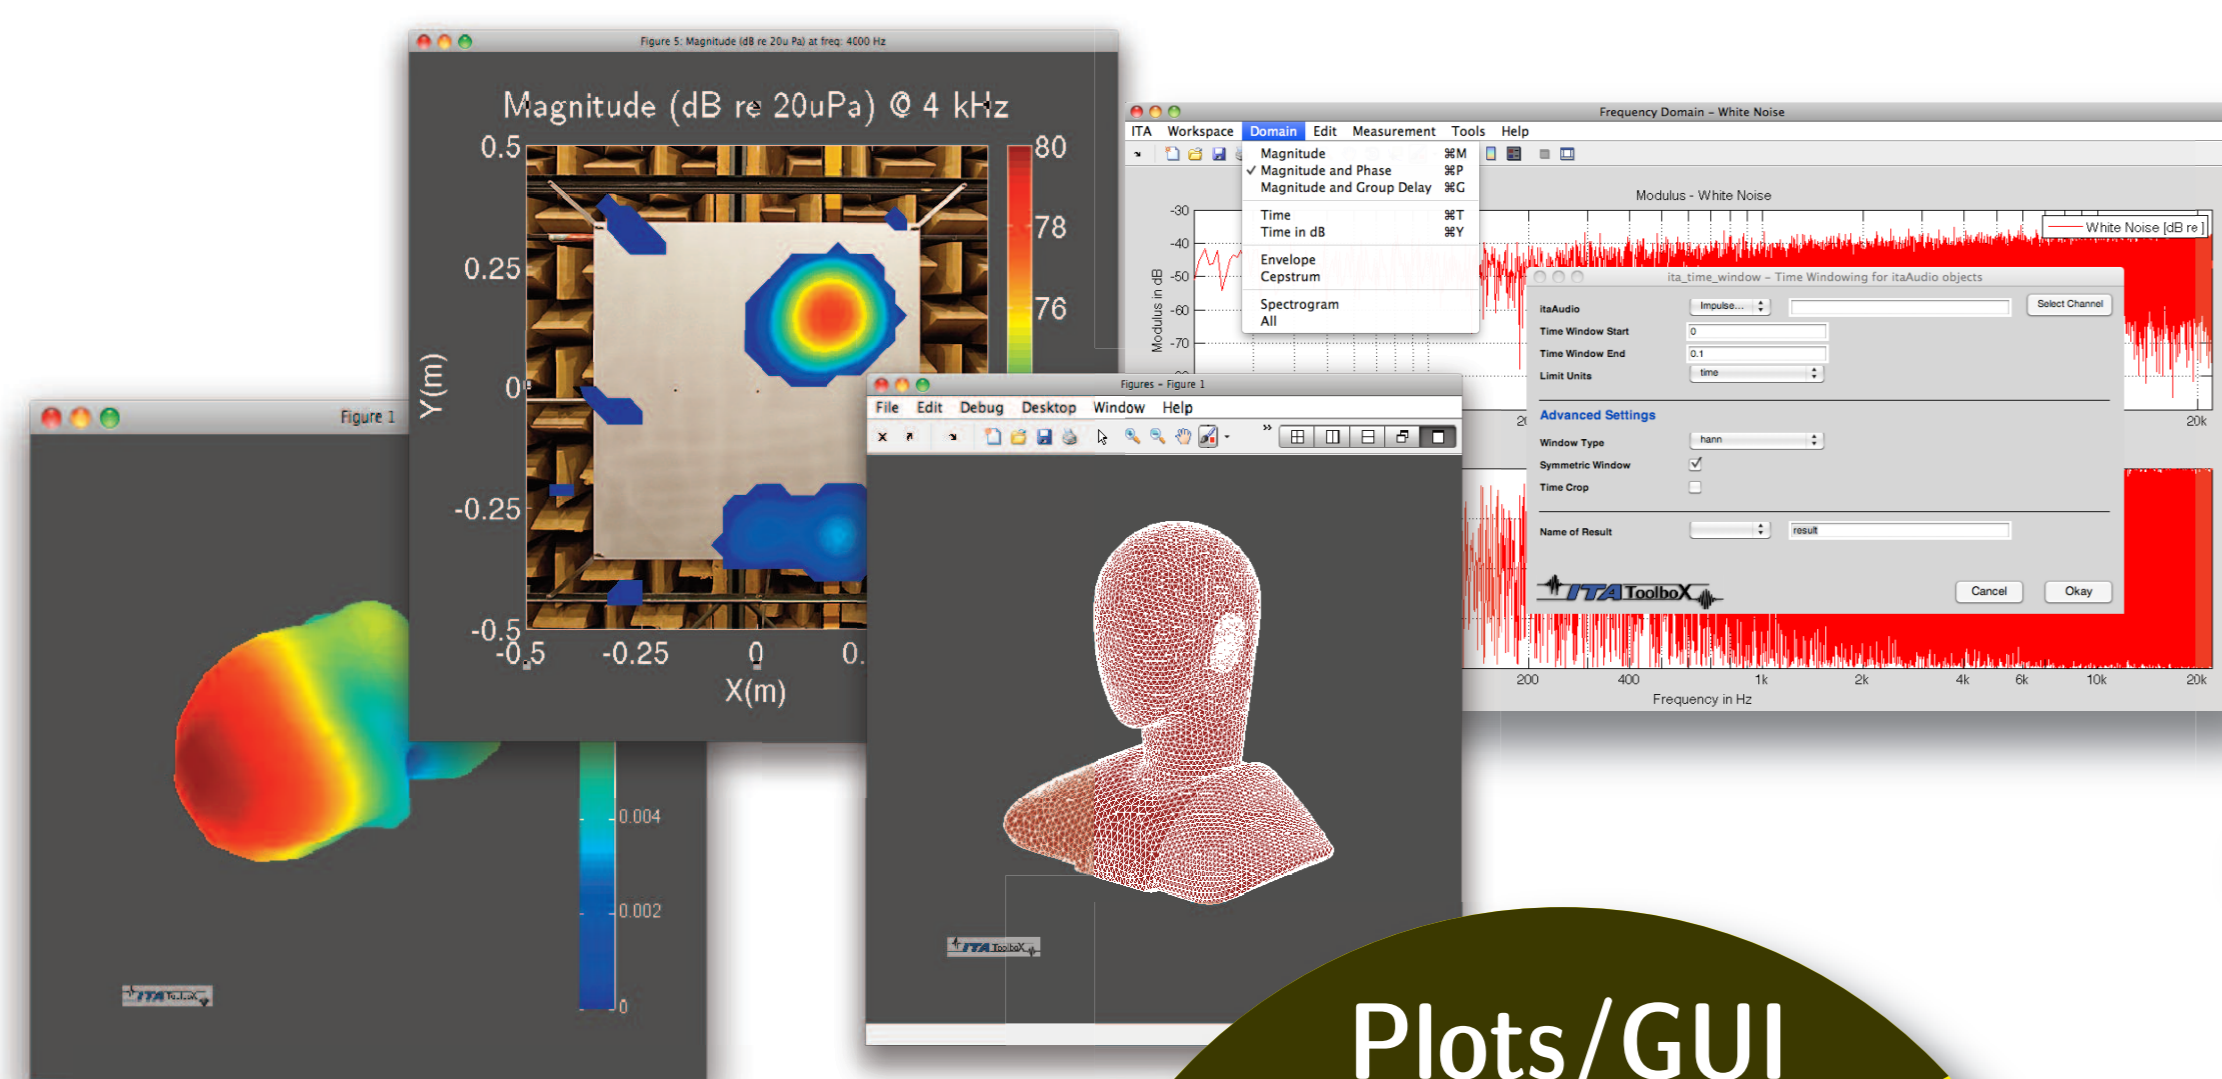 Figure 5: Magnitude (dB re 20u Pa) at freq: 4000 Hz
Magnitude (dB re 20uPa) @ 4 kHz
0.5
0.25
0
-0.25
-0.5
Y(m)
-0.5 -0.25 0 0.
X(m)
80
78
76
Frequency Domain – White Noise
ITA Workspace Domain Edit Measurement Tools Help
Magnitude ⌘M
✓ Magnitude and Phase ⌘P
Magnitude and Group Delay ⌘G
Time ⌘T
Time in dB ⌘Y
Envelope
Cepstrum
Spectrogram
All
Modulus - White Noise
White Noise [dB re ]
-30
-40
-50
-60
-70
Modulus in dB
20k
200 400 1k 2k 4k 6k 10k 20k
Frequency in Hz
ita_time_window – Time Windowing for itaAudio objects
itaAudio Impulse... Select Channel
Time Window Start 0
Time Window End 0.1
Limit Units time
Advanced Settings
Window Type hann
Symmetric Window
Time Crop
Name of Result result
ITA ToolboX
Cancel Okay
Figure 1
0.004
0.002
0
ITA ToolboX
Figures – Figure 1
File Edit Debug Desktop Window Help
ITA ToolboX
Plots/GUI